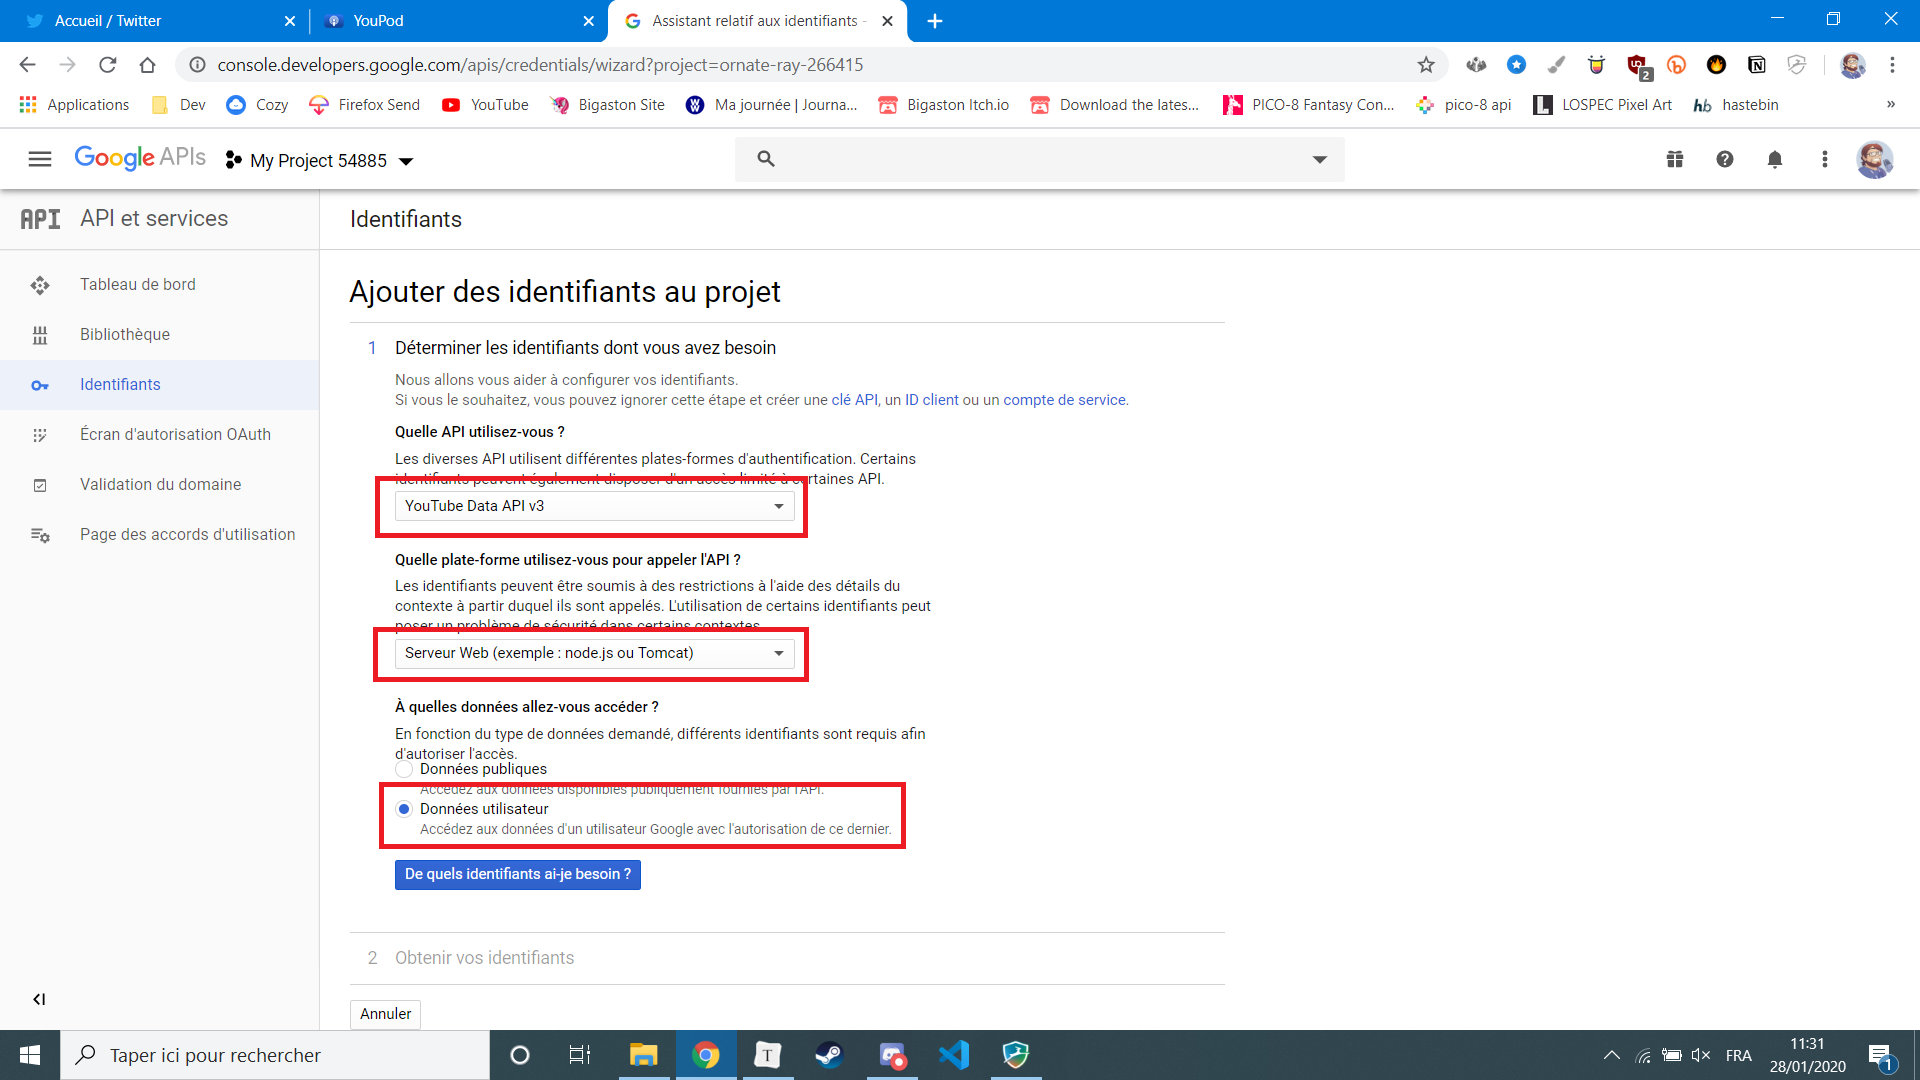 Accueil / Twitter
YouPod
Assistant relatif aux identifiants -
console.developers.google.com/apis/credentials/wizard?project=ornate-ray-266415
2
Applications
Dev
Cozy
Firefox Send
YouTube
Bigaston Site
Ma journée | Journa...
Bigaston Itch.io
Download the lates...
PICO-8 Fantasy Con...
pico-8 api
LOSPEC Pixel Art
hb hastebin
»
Google APIs
My Project 54885
API API et services
Identifiants
Tableau de bord
Bibliothèque
Identifiants
Écran d'autorisation OAuth
Validation du domaine
Page des accords d'utilisation
Ajouter des identifiants au projet
1 Déterminer les identifiants dont vous avez besoin
Nous allons vous aider à configurer vos identifiants.
Si vous le souhaitez, vous pouvez ignorer cette étape et créer une clé API, un ID client ou un compte de service.
Quelle API utilisez-vous ?
Les diverses API utilisent différentes plates-formes d'authentification. Certains
identifiants peuvent également disposer d'un accès limité à certaines API.
YouTube Data API v3
Quelle plate-forme utilisez-vous pour appeler l'API ?
Les identifiants peuvent être soumis à des restrictions à l'aide des détails du
contexte à partir duquel ils sont appelés. L'utilisation de certains identifiants peut
poser un problème de sécurité dans certains contextes.
Serveur Web (exemple : node.js ou Tomcat)
À quelles données allez-vous accéder ?
En fonction du type de données demandé, différents identifiants sont requis afin
d'autoriser l'accès.
Données publiques
Accédez aux données disponibles publiquement fournies par l'API.
Données utilisateur
Accédez aux données d'un utilisateur Google avec l'autorisation de ce dernier.
De quels identifiants ai-je besoin ?
2 Obtenir vos identifiants
Annuler
Taper ici pour rechercher
T
FRA
11:31
28/01/2020
1